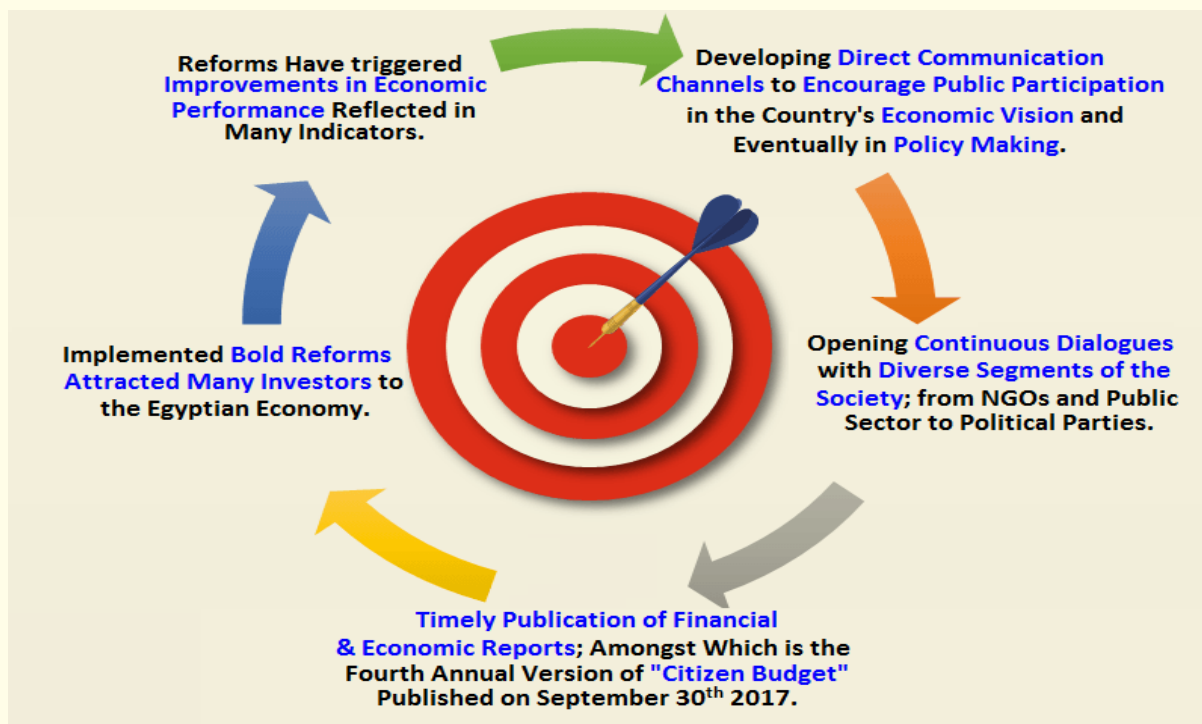 Reforms Have triggered
Improvements in Economic
Performance Reflected in
Many Indicators.
Developing Direct Communication
Channels to Encourage Public Participation
in the Country's Economic Vision and
Eventually in Policy Making.
Opening Continuous Dialogues
with Diverse Segments of the
Society; from NGOs and Public
Sector to Political Parties.
Timely Publication of Financial
& Economic Reports; Amongst Which is the
Fourth Annual Version of "Citizen Budget"
Published on September 30th 2017.
Implemented Bold Reforms
Attracted Many Investors to
the Egyptian Economy.